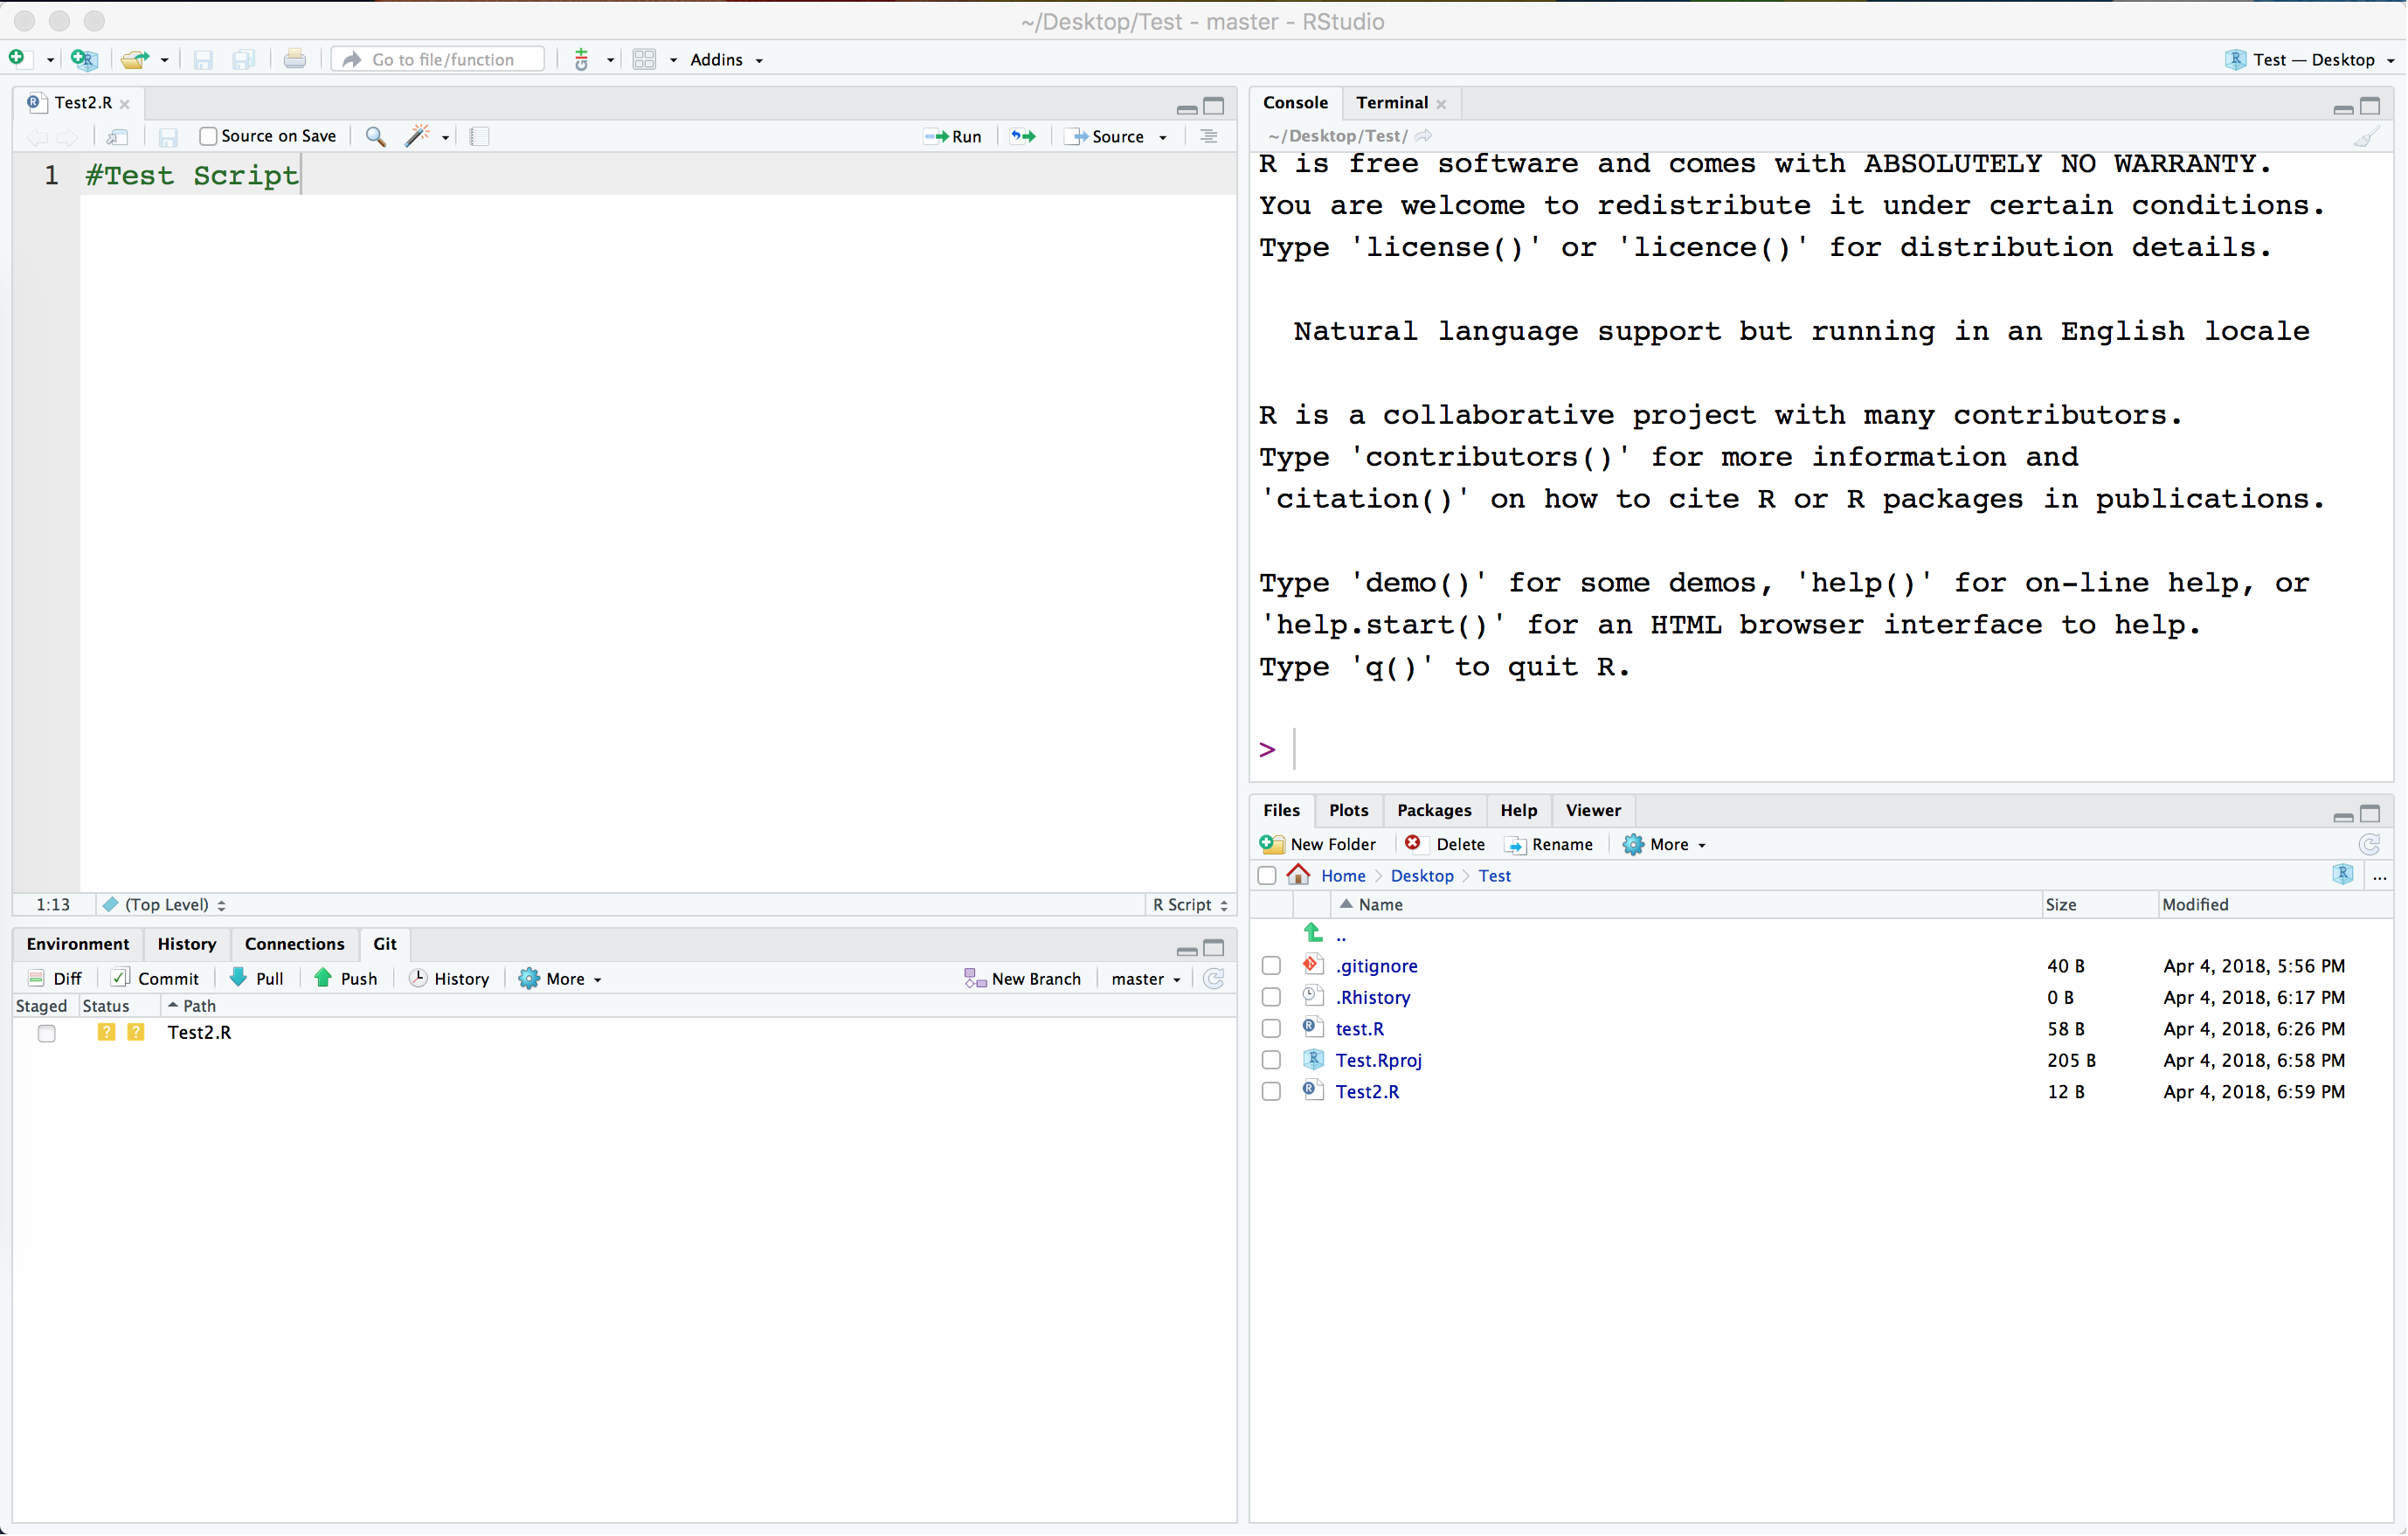 ~/Desktop/Test - master - RStudio
Go to file/function
Git
Addins
Test — Desktop
Test2.R
Source on Save
Run
Source
1 #Test Script
1:13 (Top Level)
R Script
Console Terminal
~/Desktop/Test/
R is free software and comes with ABSOLUTELY NO WARRANTY.
You are welcome to redistribute it under certain conditions.
Type 'license()' or 'licence()' for distribution details.
Natural language support but running in an English locale
R is a collaborative project with many contributors.
Type 'contributors()' for more information and
'citation()' on how to cite R or R packages in publications.
Type 'demo()' for some demos, 'help()' for on-line help, or
'help.start()' for an HTML browser interface to help.
Type 'q()' to quit R.
>
Environment History Connections Git
Diff Commit Pull Push History More New Branch master
Staged Status Path
? ? Test2.R
Files Plots Packages Help Viewer
New Folder Delete Rename More
Home > Desktop > Test
...
Name Size Modified
..
.gitignore 40 B Apr 4, 2018, 5:56 PM
.Rhistory 0 B Apr 4, 2018, 6:17 PM
test.R 58 B Apr 4, 2018, 6:26 PM
Test.Rproj 205 B Apr 4, 2018, 6:58 PM
Test2.R 12 B Apr 4, 2018, 6:59 PM